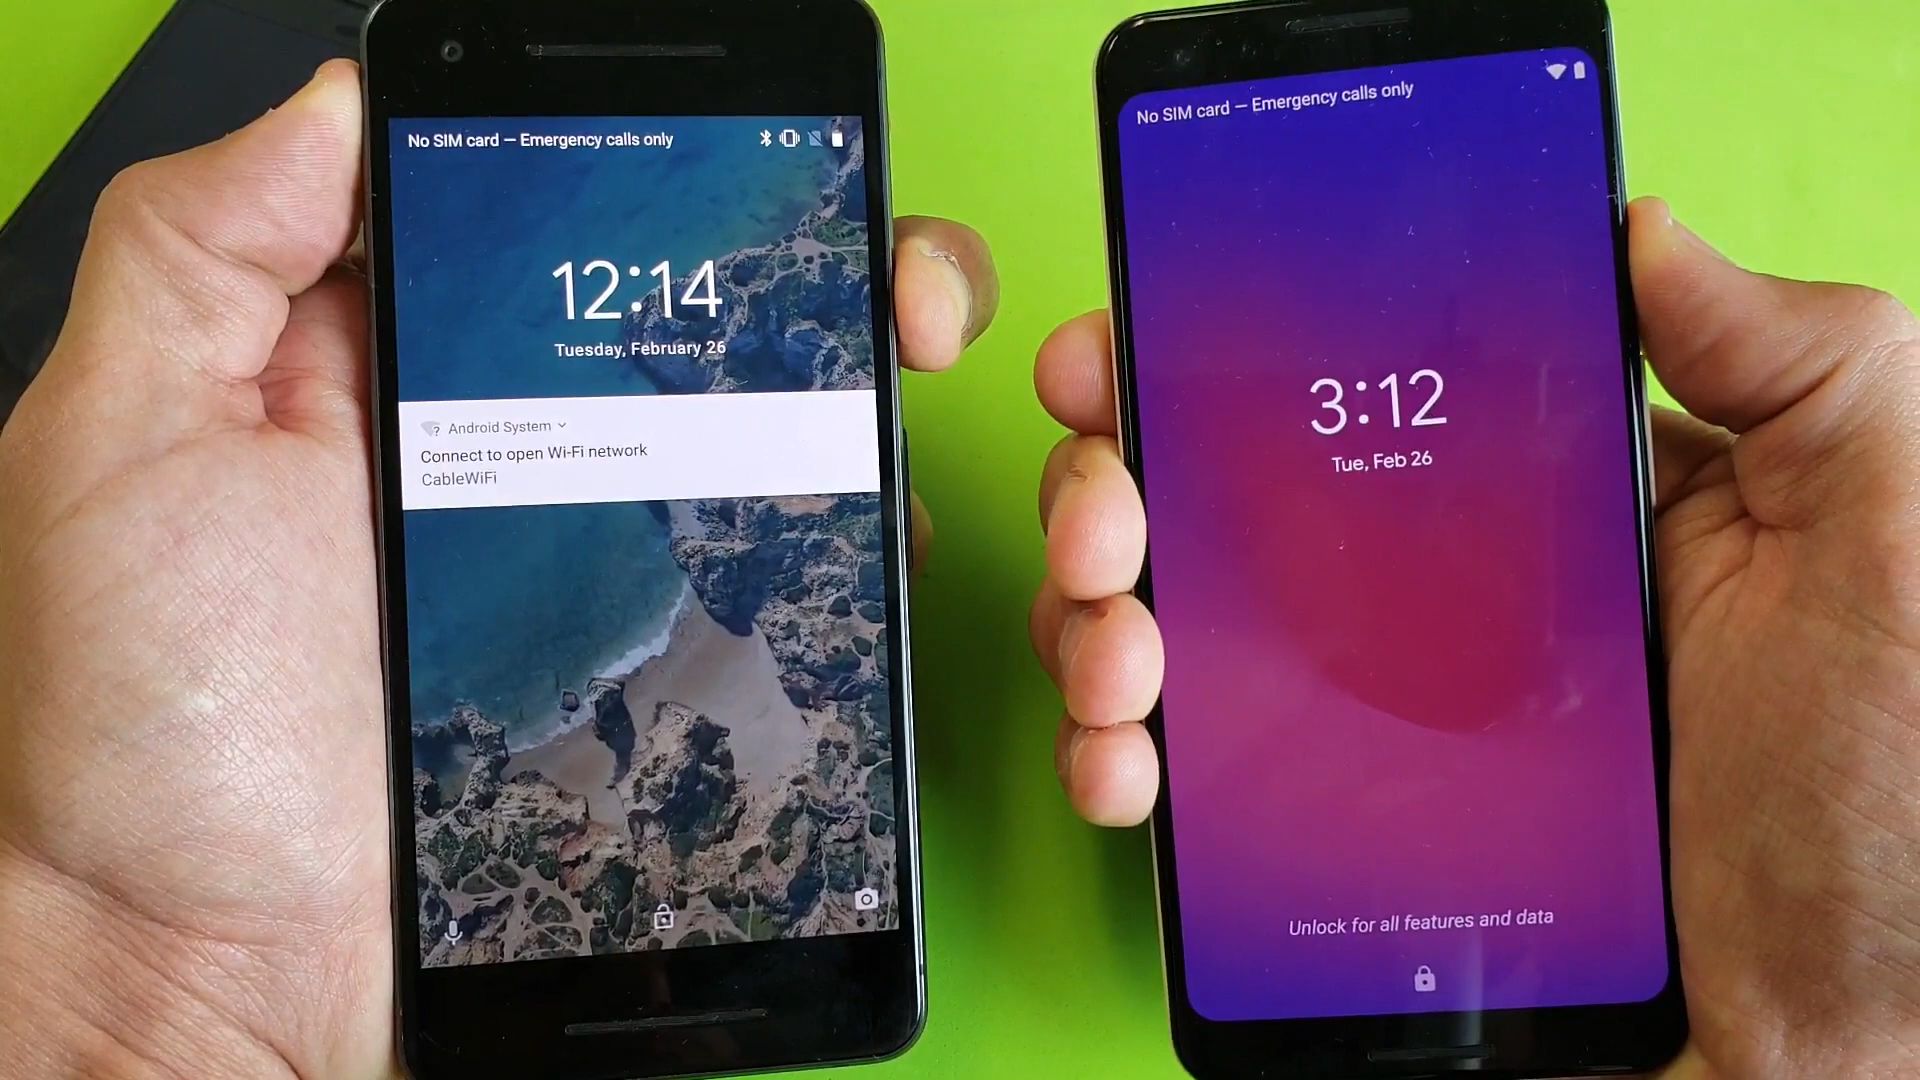 No SIM card — Emergency calls only
12:14
Tuesday, February 26
Android System
Connect to open Wi-Fi network
CableWiFi
No SIM card — Emergency calls only
3:12
Tue, Feb 26
Unlock for all features and data